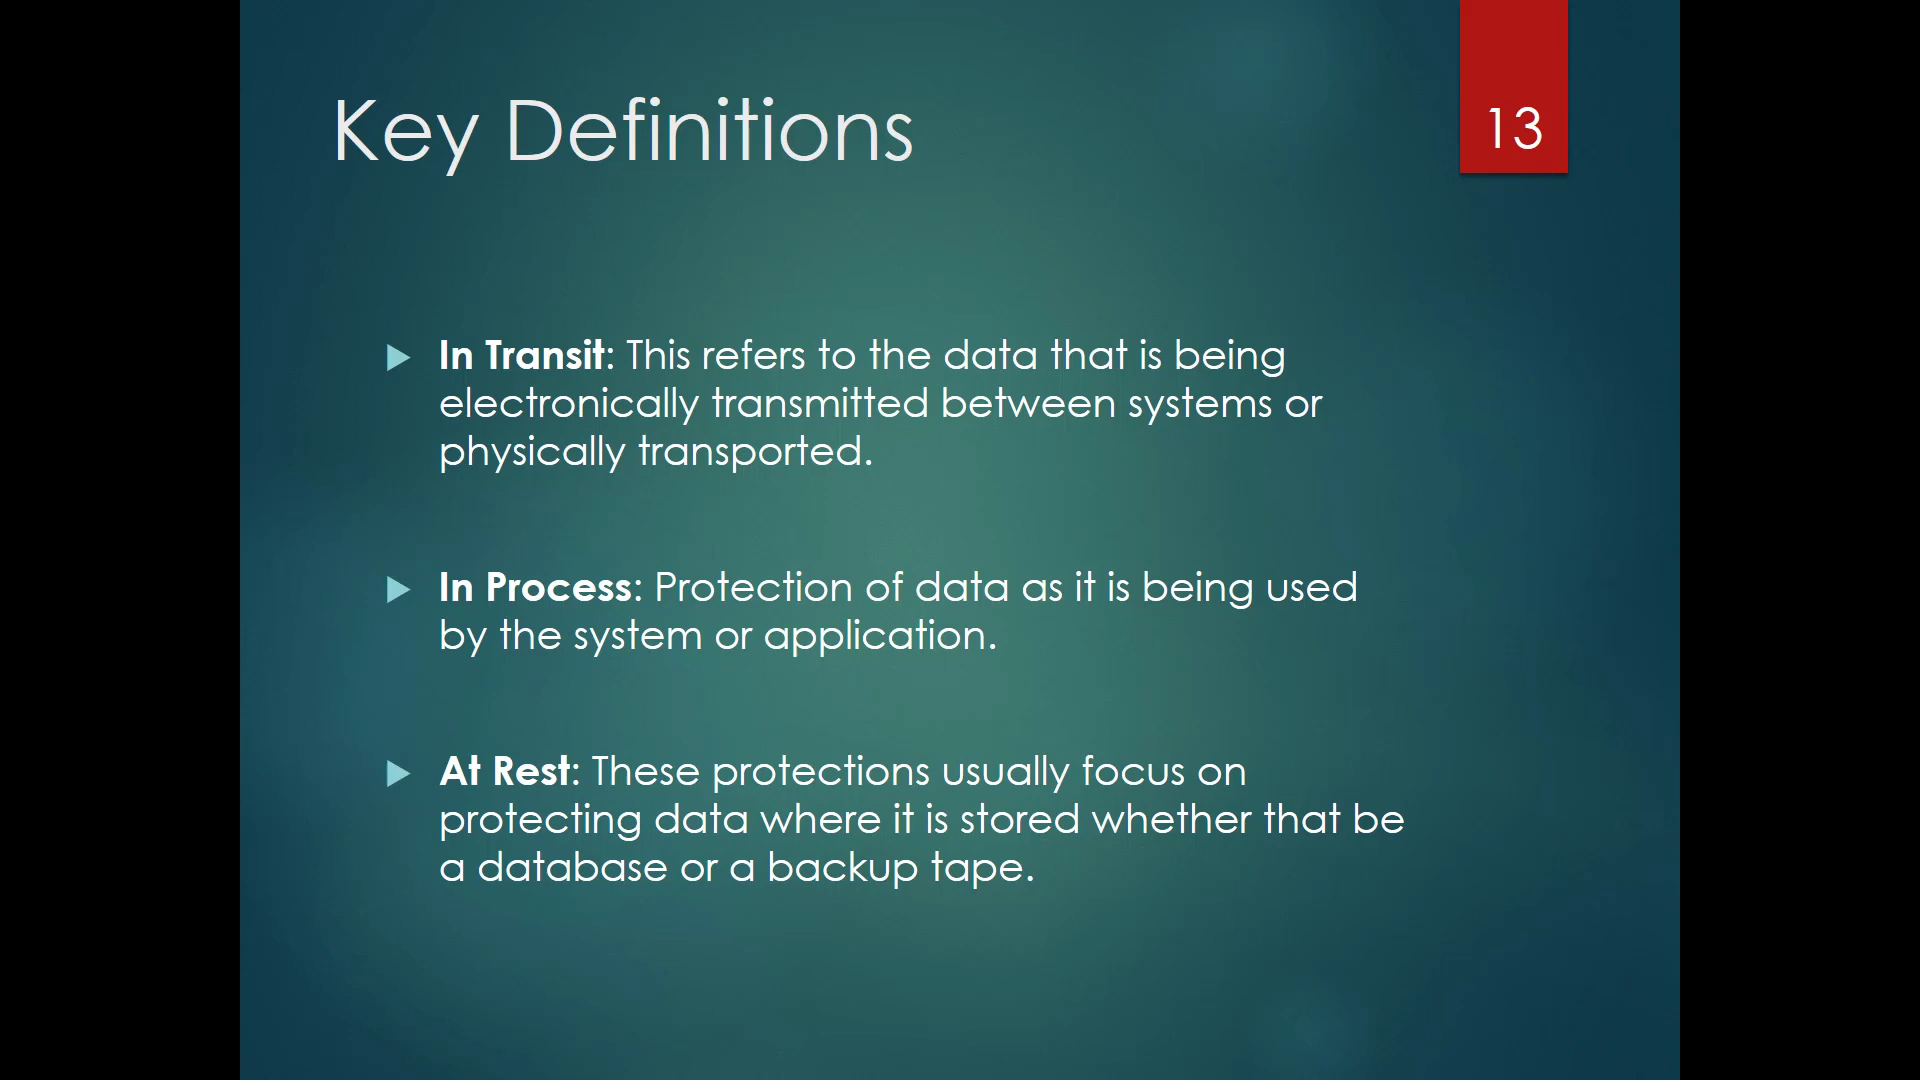 Key Definitions
13
In Transit: This refers to the data that is being
electronically transmitted between systems or
physically transported.
In Process: Protection of data as it is being used
by the system or application.
At Rest: These protections usually focus on
protecting data where it is stored whether that be
a database or a backup tape.